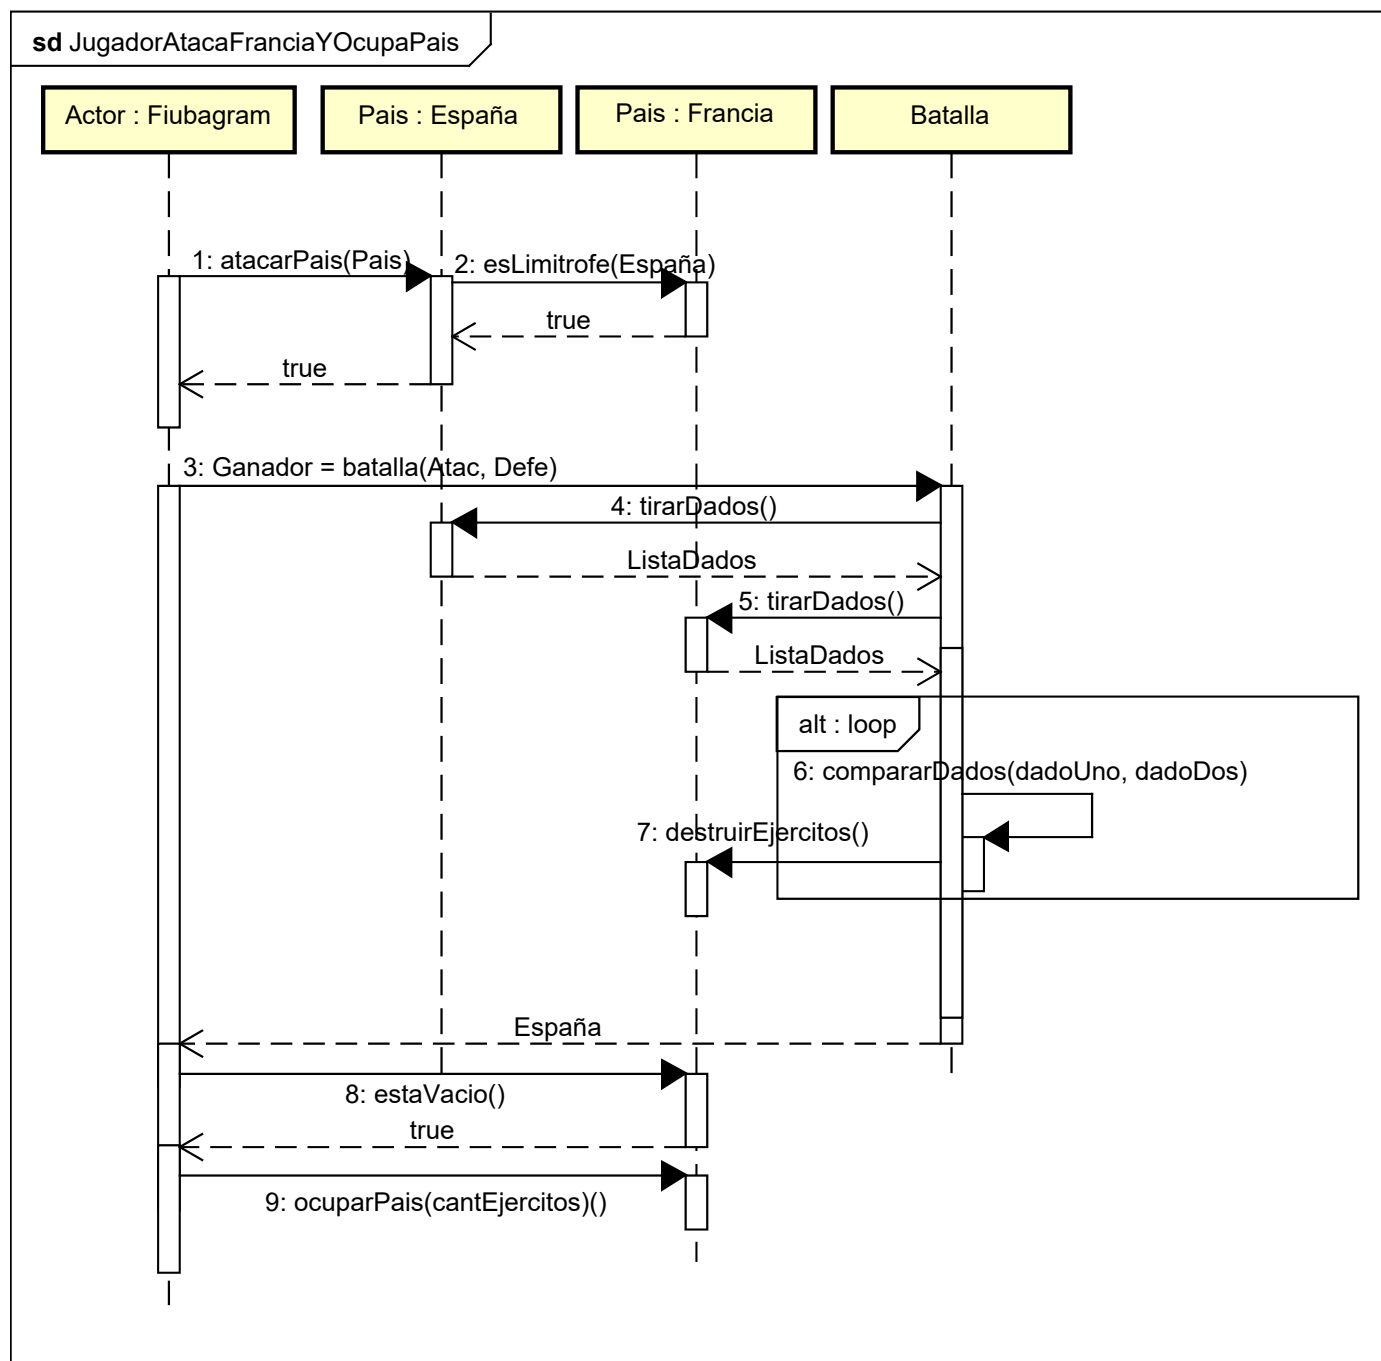 sd JugadorAtacaFranciaYOcupaPais
Actor : Fiubagram
Pais : España
Pais : Francia
Batalla
1: atacarPais(Pais)
2: esLimitrofe(España)
true
true
3: Ganador = batalla(Atac, Defe)
4: tirarDados()
ListaDados
5: tirarDados()
ListaDados
alt : loop
6: compararDados(dadoUno, dadoDos)
7: destruirEjercitos()
España
8: estaVacio()
true
9: ocuparPais(cantEjercitos)()